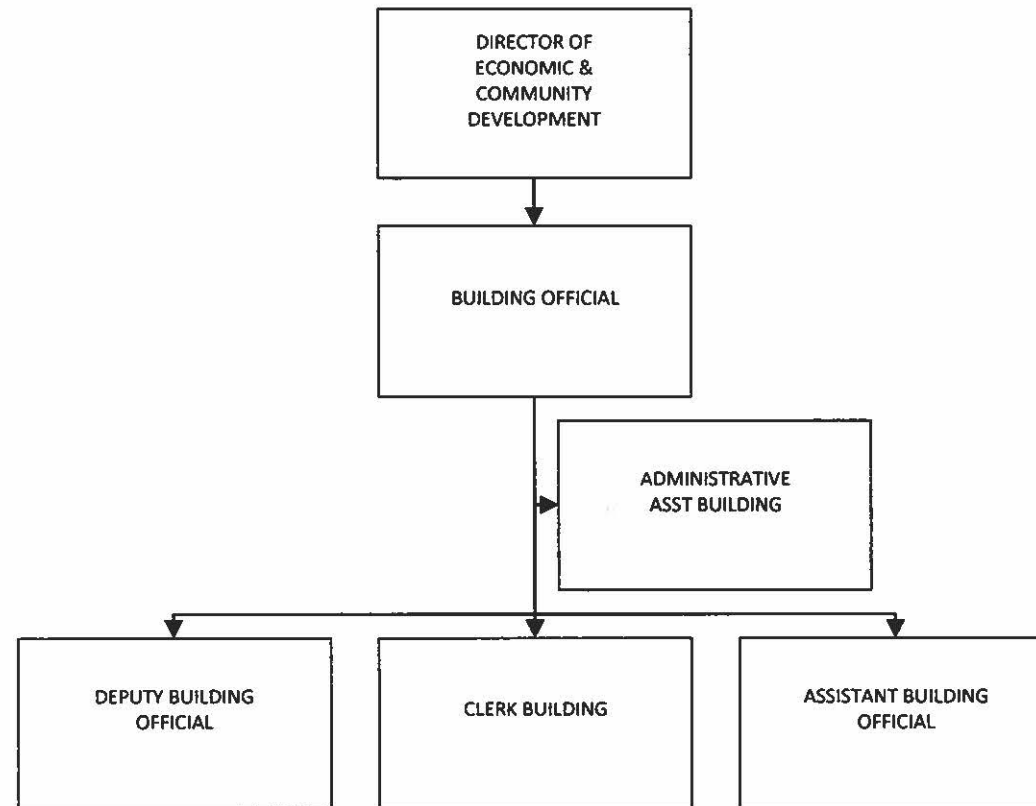 DIRECTOR OF
ECONOMIC &
COMMUNITY
DEVELOPMENT
BUILDING OFFICIAL
ADMINISTRATIVE
ASST BUILDING
DEPUTY BUILDING
OFFICIAL
CLERK BUILDING
ASSISTANT BUILDING
OFFICIAL